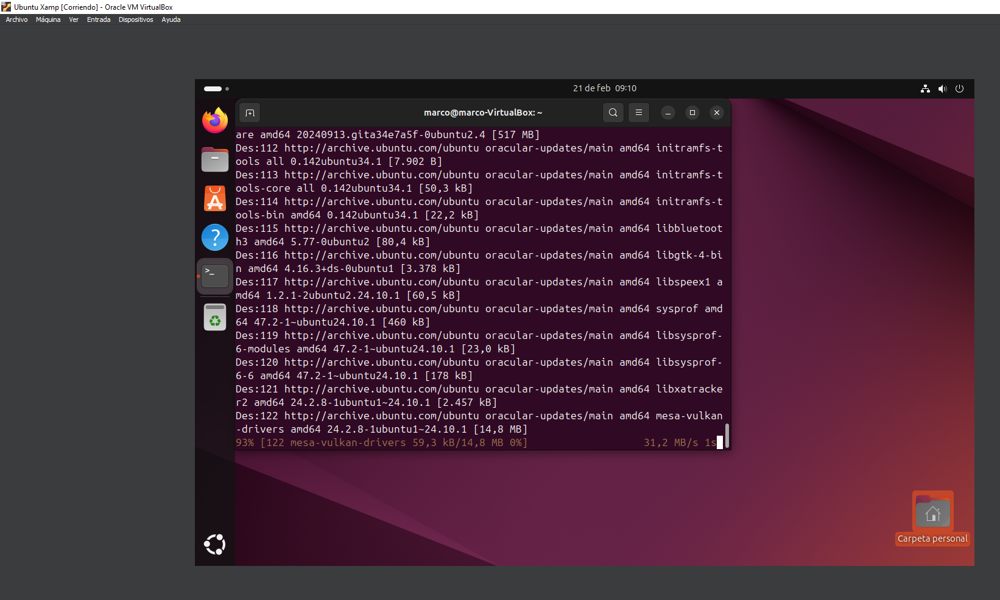 Ubuntu Xamp [Corriendo] - Oracle VM VirtualBox
Archivo Máquina Ver Entrada Dispositivos Ayuda
21 de feb 09:10
marco@marco-VirtualBox: ~
are amd64 20240913.gita34e7a5f-0ubuntu2.4 [517 MB]
Des:112 http://archive.ubuntu.com/ubuntu oracular-updates/main amd64 initramfs-t
ools all 0.142ubuntu34.1 [7.902 B]
Des:113 http://archive.ubuntu.com/ubuntu oracular-updates/main amd64 initramfs-t
ools-core all 0.142ubuntu34.1 [50,3 kB]
Des:114 http://archive.ubuntu.com/ubuntu oracular-updates/main amd64 initramfs-t
ools-bin amd64 0.142ubuntu34.1 [22,2 kB]
Des:115 http://archive.ubuntu.com/ubuntu oracular-updates/main amd64 libbluetoot
h3 amd64 5.77-0ubuntu2 [80,4 kB]
Des:116 http://archive.ubuntu.com/ubuntu oracular-updates/main amd64 libgtk-4-bi
n amd64 4.16.3+ds-0ubuntu1 [3.378 kB]
Des:117 http://archive.ubuntu.com/ubuntu oracular-updates/main amd64 libspeex1 a
md64 1.2.1-2ubuntu2.24.10.1 [60,5 kB]
Des:118 http://archive.ubuntu.com/ubuntu oracular-updates/main amd64 sysprof amd
64 47.2-1~ubuntu24.10.1 [460 kB]
Des:119 http://archive.ubuntu.com/ubuntu oracular-updates/main amd64 libsysprof-
6-modules amd64 47.2-1~ubuntu24.10.1 [23,0 kB]
Des:120 http://archive.ubuntu.com/ubuntu oracular-updates/main amd64 libsysprof-
6-6 amd64 47.2-1~ubuntu24.10.1 [178 kB]
Des:121 http://archive.ubuntu.com/ubuntu oracular-updates/main amd64 libxatracke
r2 amd64 24.2.8-1ubuntu1~24.10.1 [2.457 kB]
Des:122 http://archive.ubuntu.com/ubuntu oracular-updates/main amd64 mesa-vulkan
-drivers amd64 24.2.8-1ubuntu1~24.10.1 [14,8 MB]
93% [122 mesa-vulkan-drivers 59,3 kB/14,8 MB 0%] 31,2 MB/s 1s
Carpeta personal